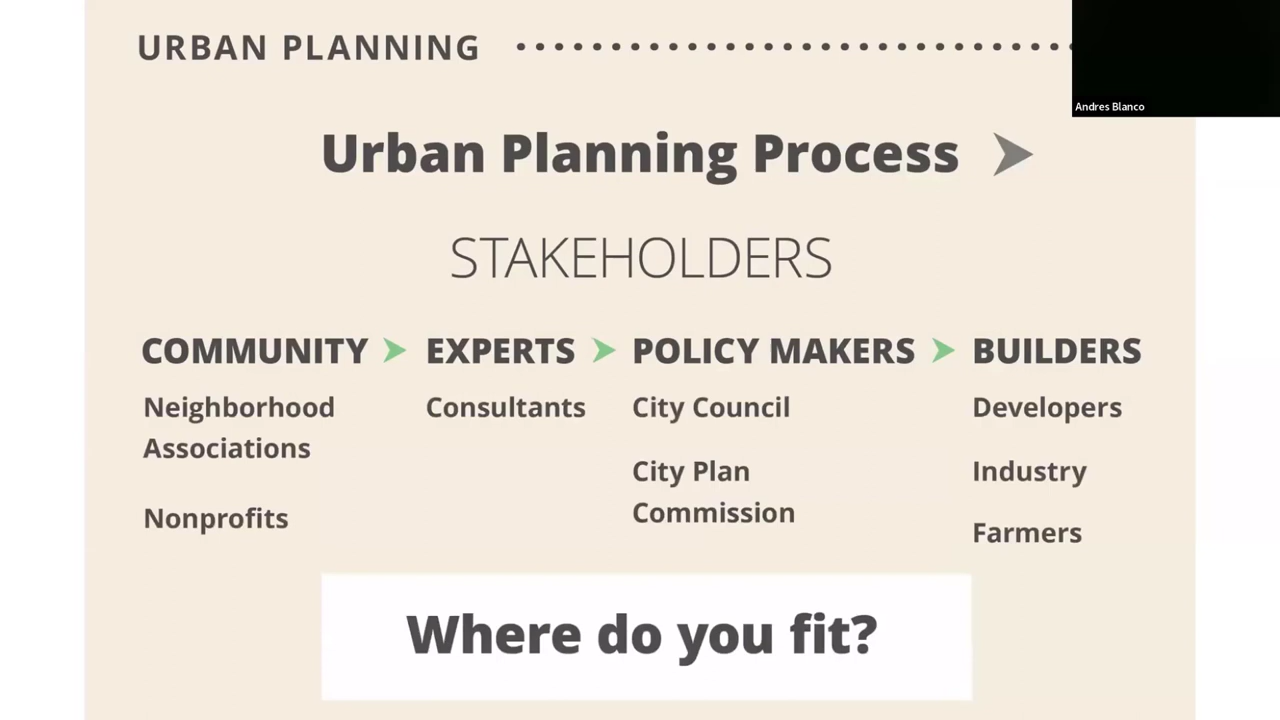 URBAN PLANNING
Andres Blanco
Urban Planning Process
STAKEHOLDERS
COMMUNITY
Neighborhood
Associations
Nonprofits
EXPERTS
Consultants
POLICY MAKERS
City Council
City Plan
Commission
BUILDERS
Developers
Industry
Farmers
Where do you fit?